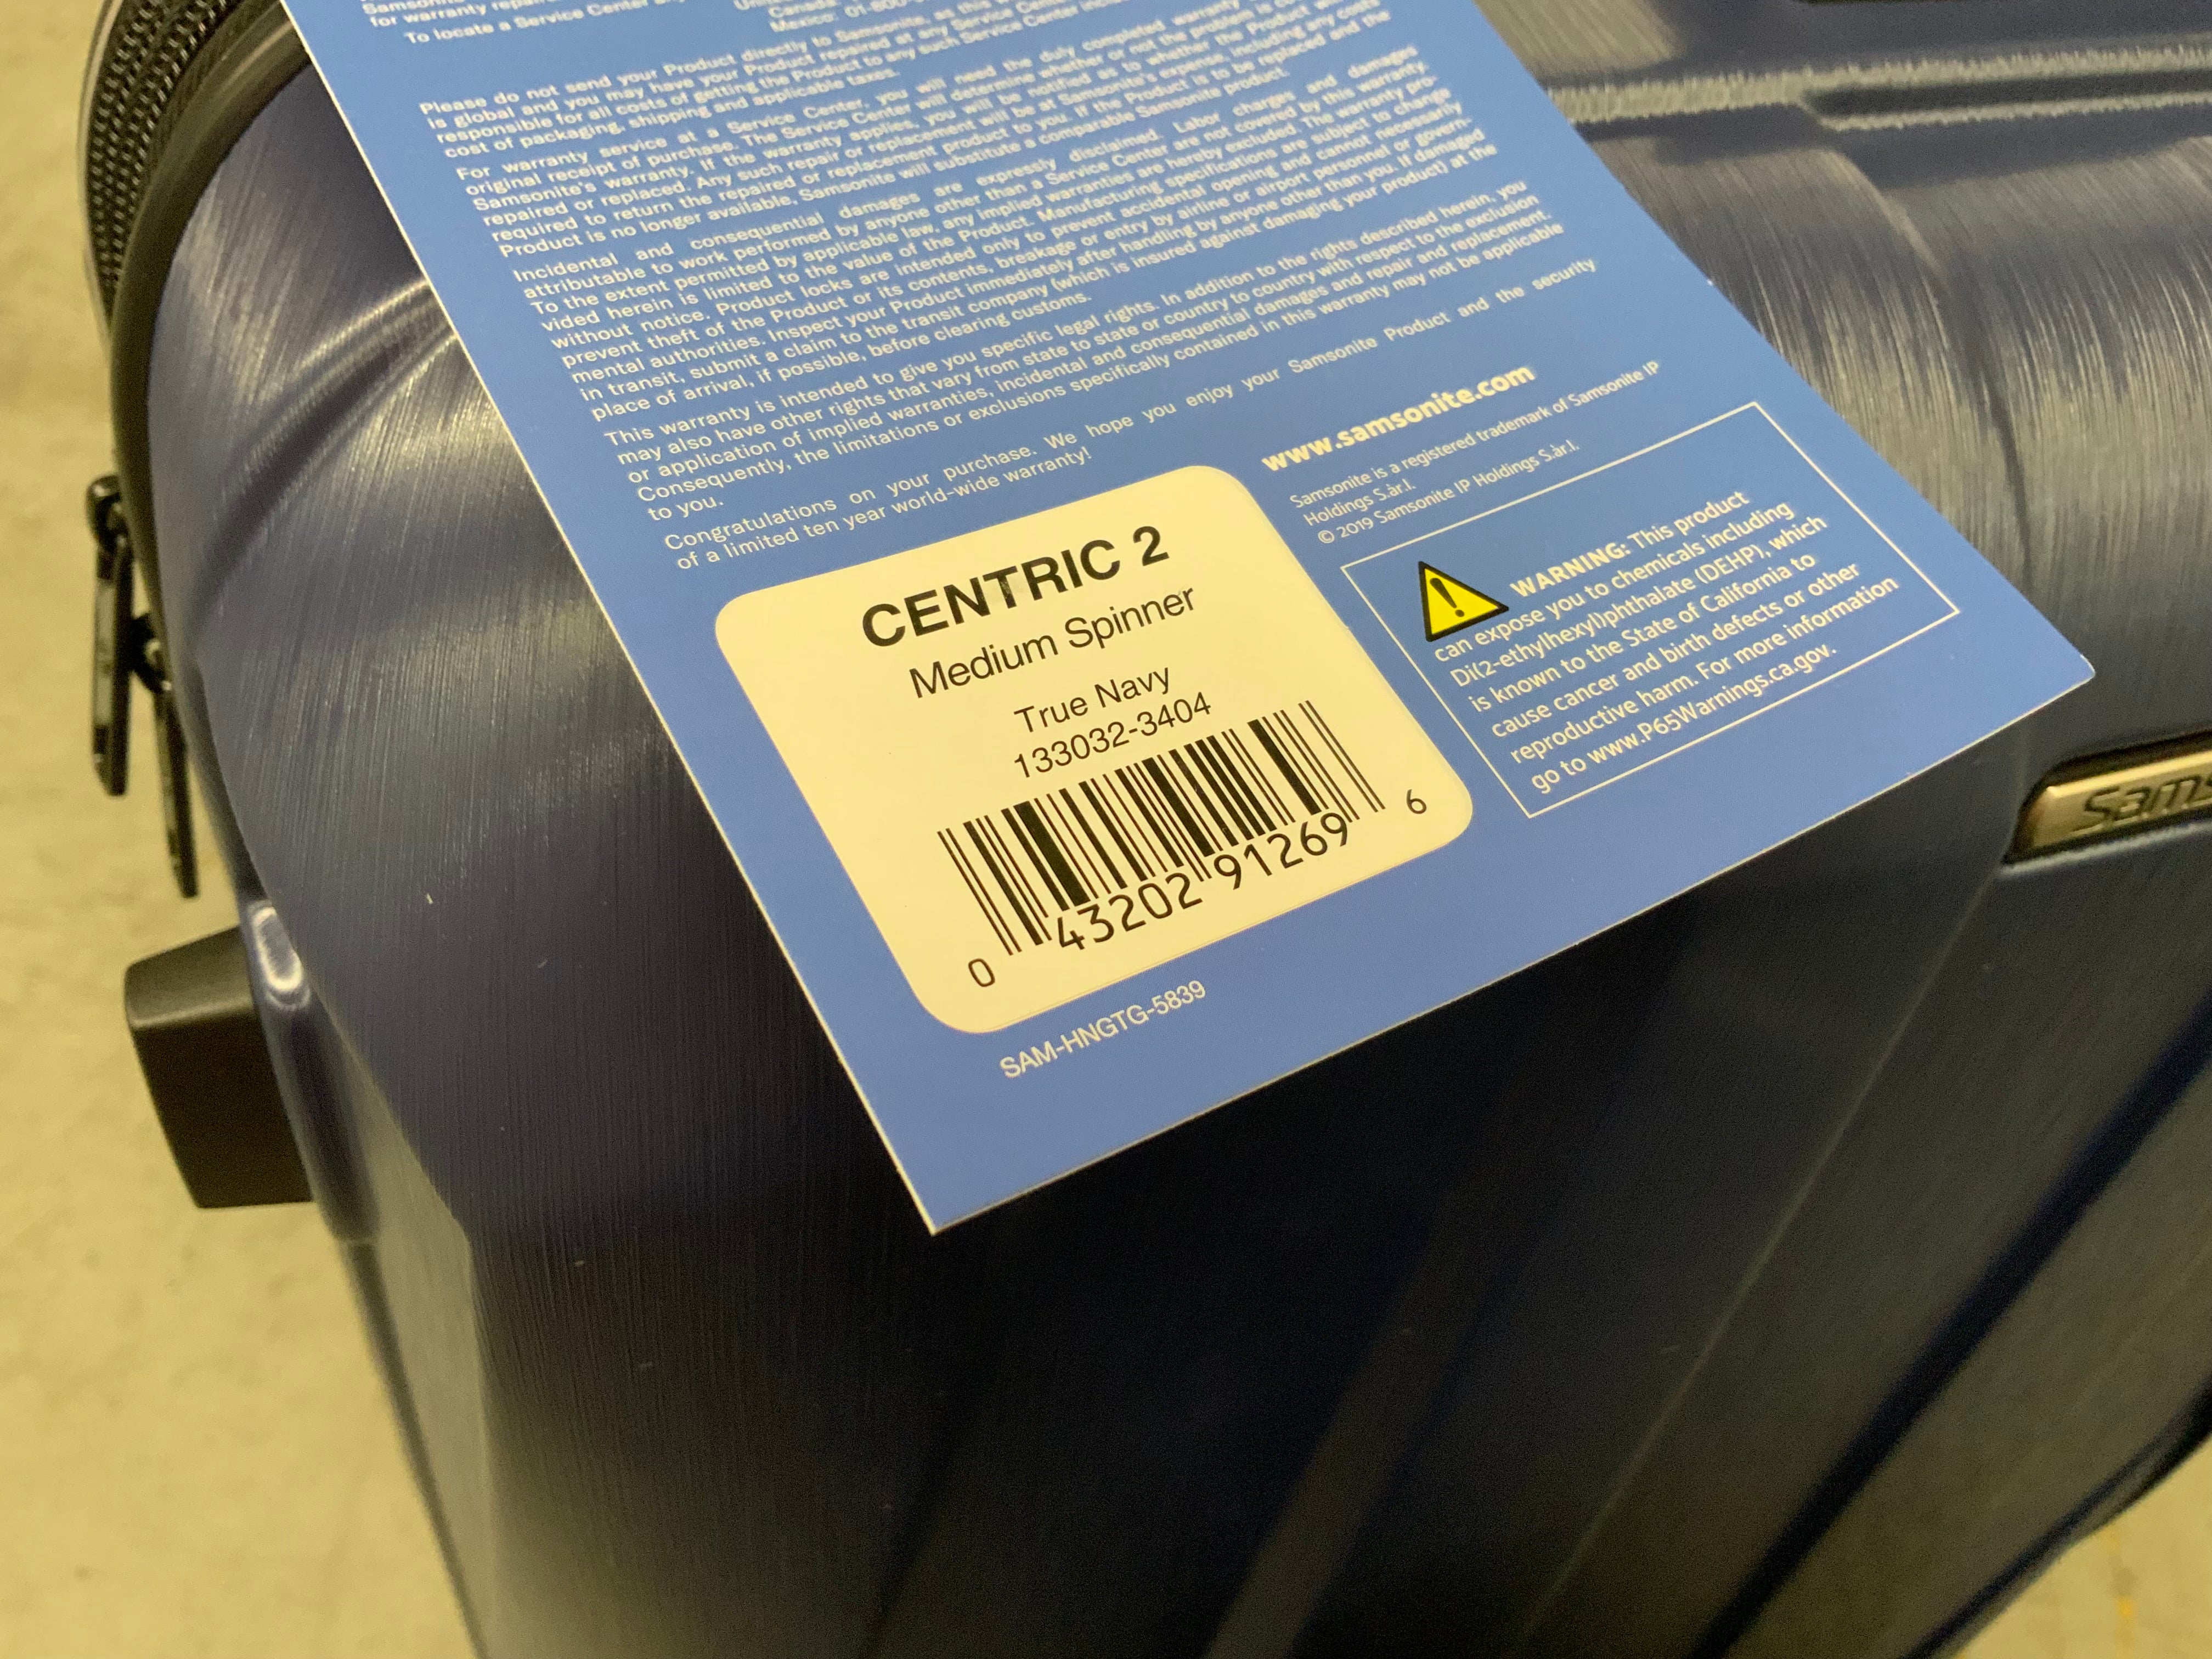 Samsonite
for warranty repair
To locate a Service Center
Please do not send your Product directly to Samsonite, as this
is global and you may have your Product repaired at any Service
responsible for all costs of getting the Product to any such Service Center
cost of packaging, shipping and applicable taxes.
For warranty service at a Service Center, you will need the duly completed warranty
original receipt of purchase. The Service Center will determine whether or not the problem is
Samsonite's warranty. If the warranty applies, you will be notified as to whether the Product
repaired or replaced. Any such repair or replacement will be at Samsonite's expense, including any costs
required to return the repaired or replacement product to you. If the Product is to be replaced and the
Product is no longer available, Samsonite will substitute a comparable Samsonite product.
Incidental and consequential damages are expressly disclaimed. Labor charges and damages
attributable to work performed by anyone other than a Service Center are not covered by this warranty.
To the extent permitted by applicable law, any implied warranties are hereby excluded. The warranty pro-
vided herein is limited to the value of the Product. Manufacturing specifications are subject to change
without notice. Product locks are intended only to prevent accidental opening and cannot necessarily
prevent theft of the Product or its contents, breakage or entry by airline or airport personnel or govern-
mental authorities. Inspect your Product immediately after handling by anyone other than you. If damaged
in transit, submit a claim to the transit company (which is insured against damaging your product) at the
place of arrival, if possible, before clearing customs.
This warranty is intended to give you specific legal rights. In addition to the rights described herein, you
may also have other rights that vary from state to state or country to country with respect to the exclusion
or application of implied warranties, incidental and consequential damages and repair and replacement.
Consequently, the limitations or exclusions specifically contained in this warranty may not be applicable
to you.
Congratulations on your purchase. We hope you enjoy your Samsonite Product and the security
of a limited ten year world-wide warranty!
www.samsonite.com
Samsonite is a registered trademark of Samsonite IP
Holdings S.àr.l.
© 2019 Samsonite IP Holdings S.àr.l.
WARNING: This product
can expose you to chemicals including
Di(2-ethylhexyl)phthalate (DEHP), which
is known to the State of California to
cause cancer and birth defects or other
reproductive harm. For more information
go to www.P65Warnings.ca.gov.
CENTRIC 2
Medium Spinner
True Navy
133032-3404
0 43202 91269 6
SAM-HNGTG-5839
Sams